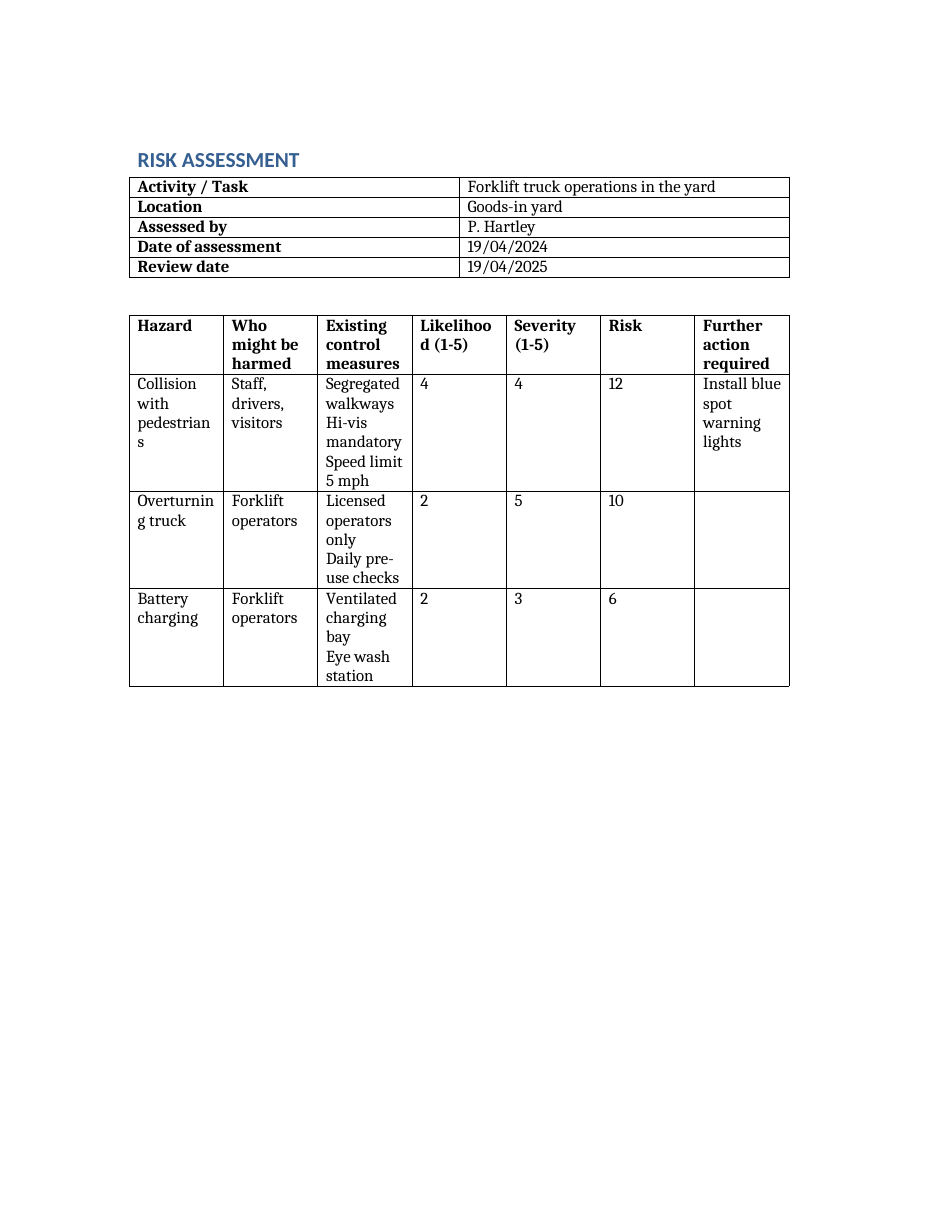 RISK ASSESSMENT
Activity / Task Forklift truck operations in the yard
Location Goods-in yard
Assessed by P. Hartley
Date of assessment 19/04/2024
Review date 19/04/2025
Hazard
Who
might be
harmed
Existing
control
measures
Likelihoo
d (1-5)
Severity
(1-5)
Risk
Further
action
required
Collision
with
pedestrian
s
Staff,
drivers,
visitors
Segregated
walkways
Hi-vis
mandatory
Speed limit
5 mph
4
4
12
Install blue
spot
warning
lights
Overturnin
g truck
Forklift
operators
Licensed
operators
only
Daily pre-
use checks
2
5
10
Battery
charging
Forklift
operators
Ventilated
charging
bay
Eye wash
station
2
3
6